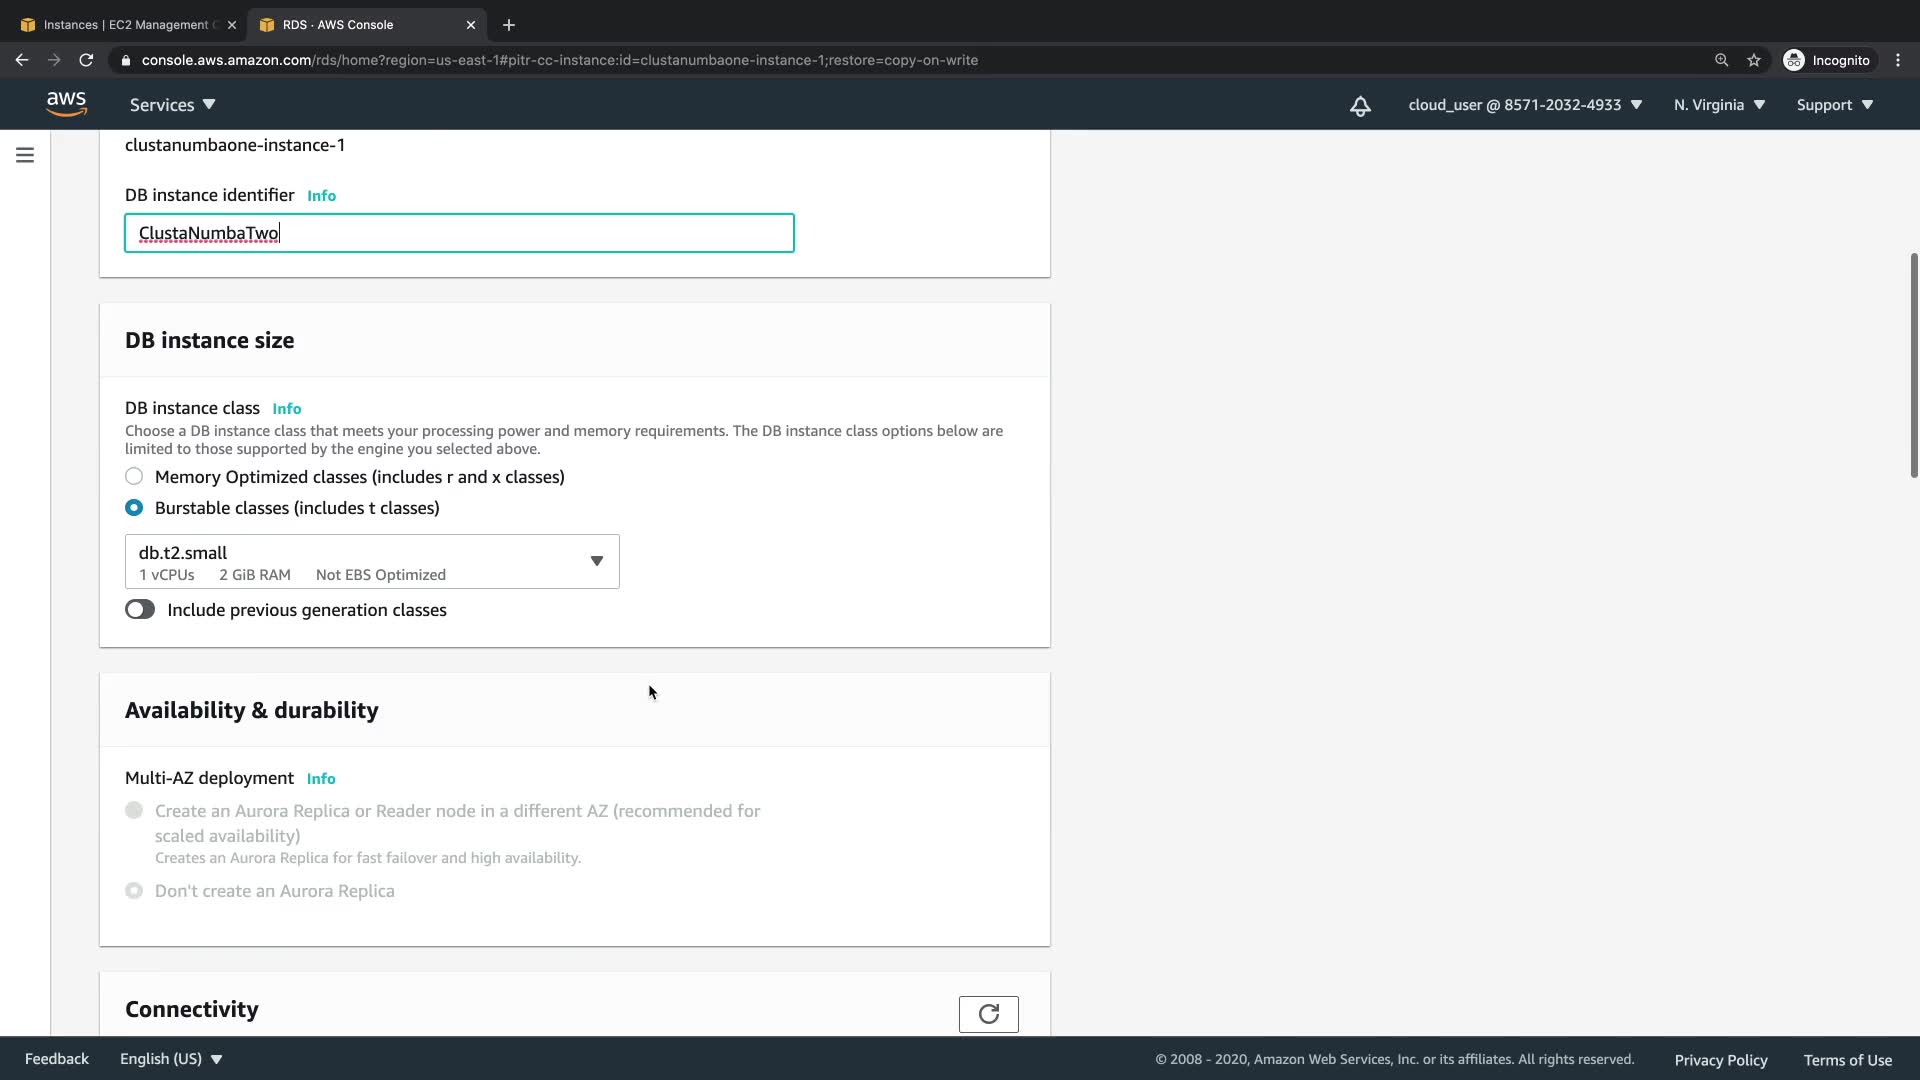 Instances | EC2 Management C
RDS · AWS Console
console.aws.amazon.com/rds/home?region=us-east-1#pitr-cc-instance:id=clustanumbaone-instance-1;restore=copy-on-write
Incognito
aws
Services
cloud_user @ 8571-2032-4933
N. Virginia
Support
clustanumbaone-instance-1
DB instance identifier Info
ClustaNumbaTwo
DB instance size
DB instance class Info
Choose a DB instance class that meets your processing power and memory requirements. The DB instance class options below are
limited to those supported by the engine you selected above.
Memory Optimized classes (includes r and x classes)
Burstable classes (includes t classes)
db.t2.small
1 vCPUs 2 GiB RAM Not EBS Optimized
Include previous generation classes
Availability & durability
Multi-AZ deployment Info
Create an Aurora Replica or Reader node in a different AZ (recommended for
scaled availability)
Creates an Aurora Replica for fast failover and high availability.
Don't create an Aurora Replica
Connectivity
Feedback
English (US)
© 2008 - 2020, Amazon Web Services, Inc. or its affiliates. All rights reserved.
Privacy Policy
Terms of Use